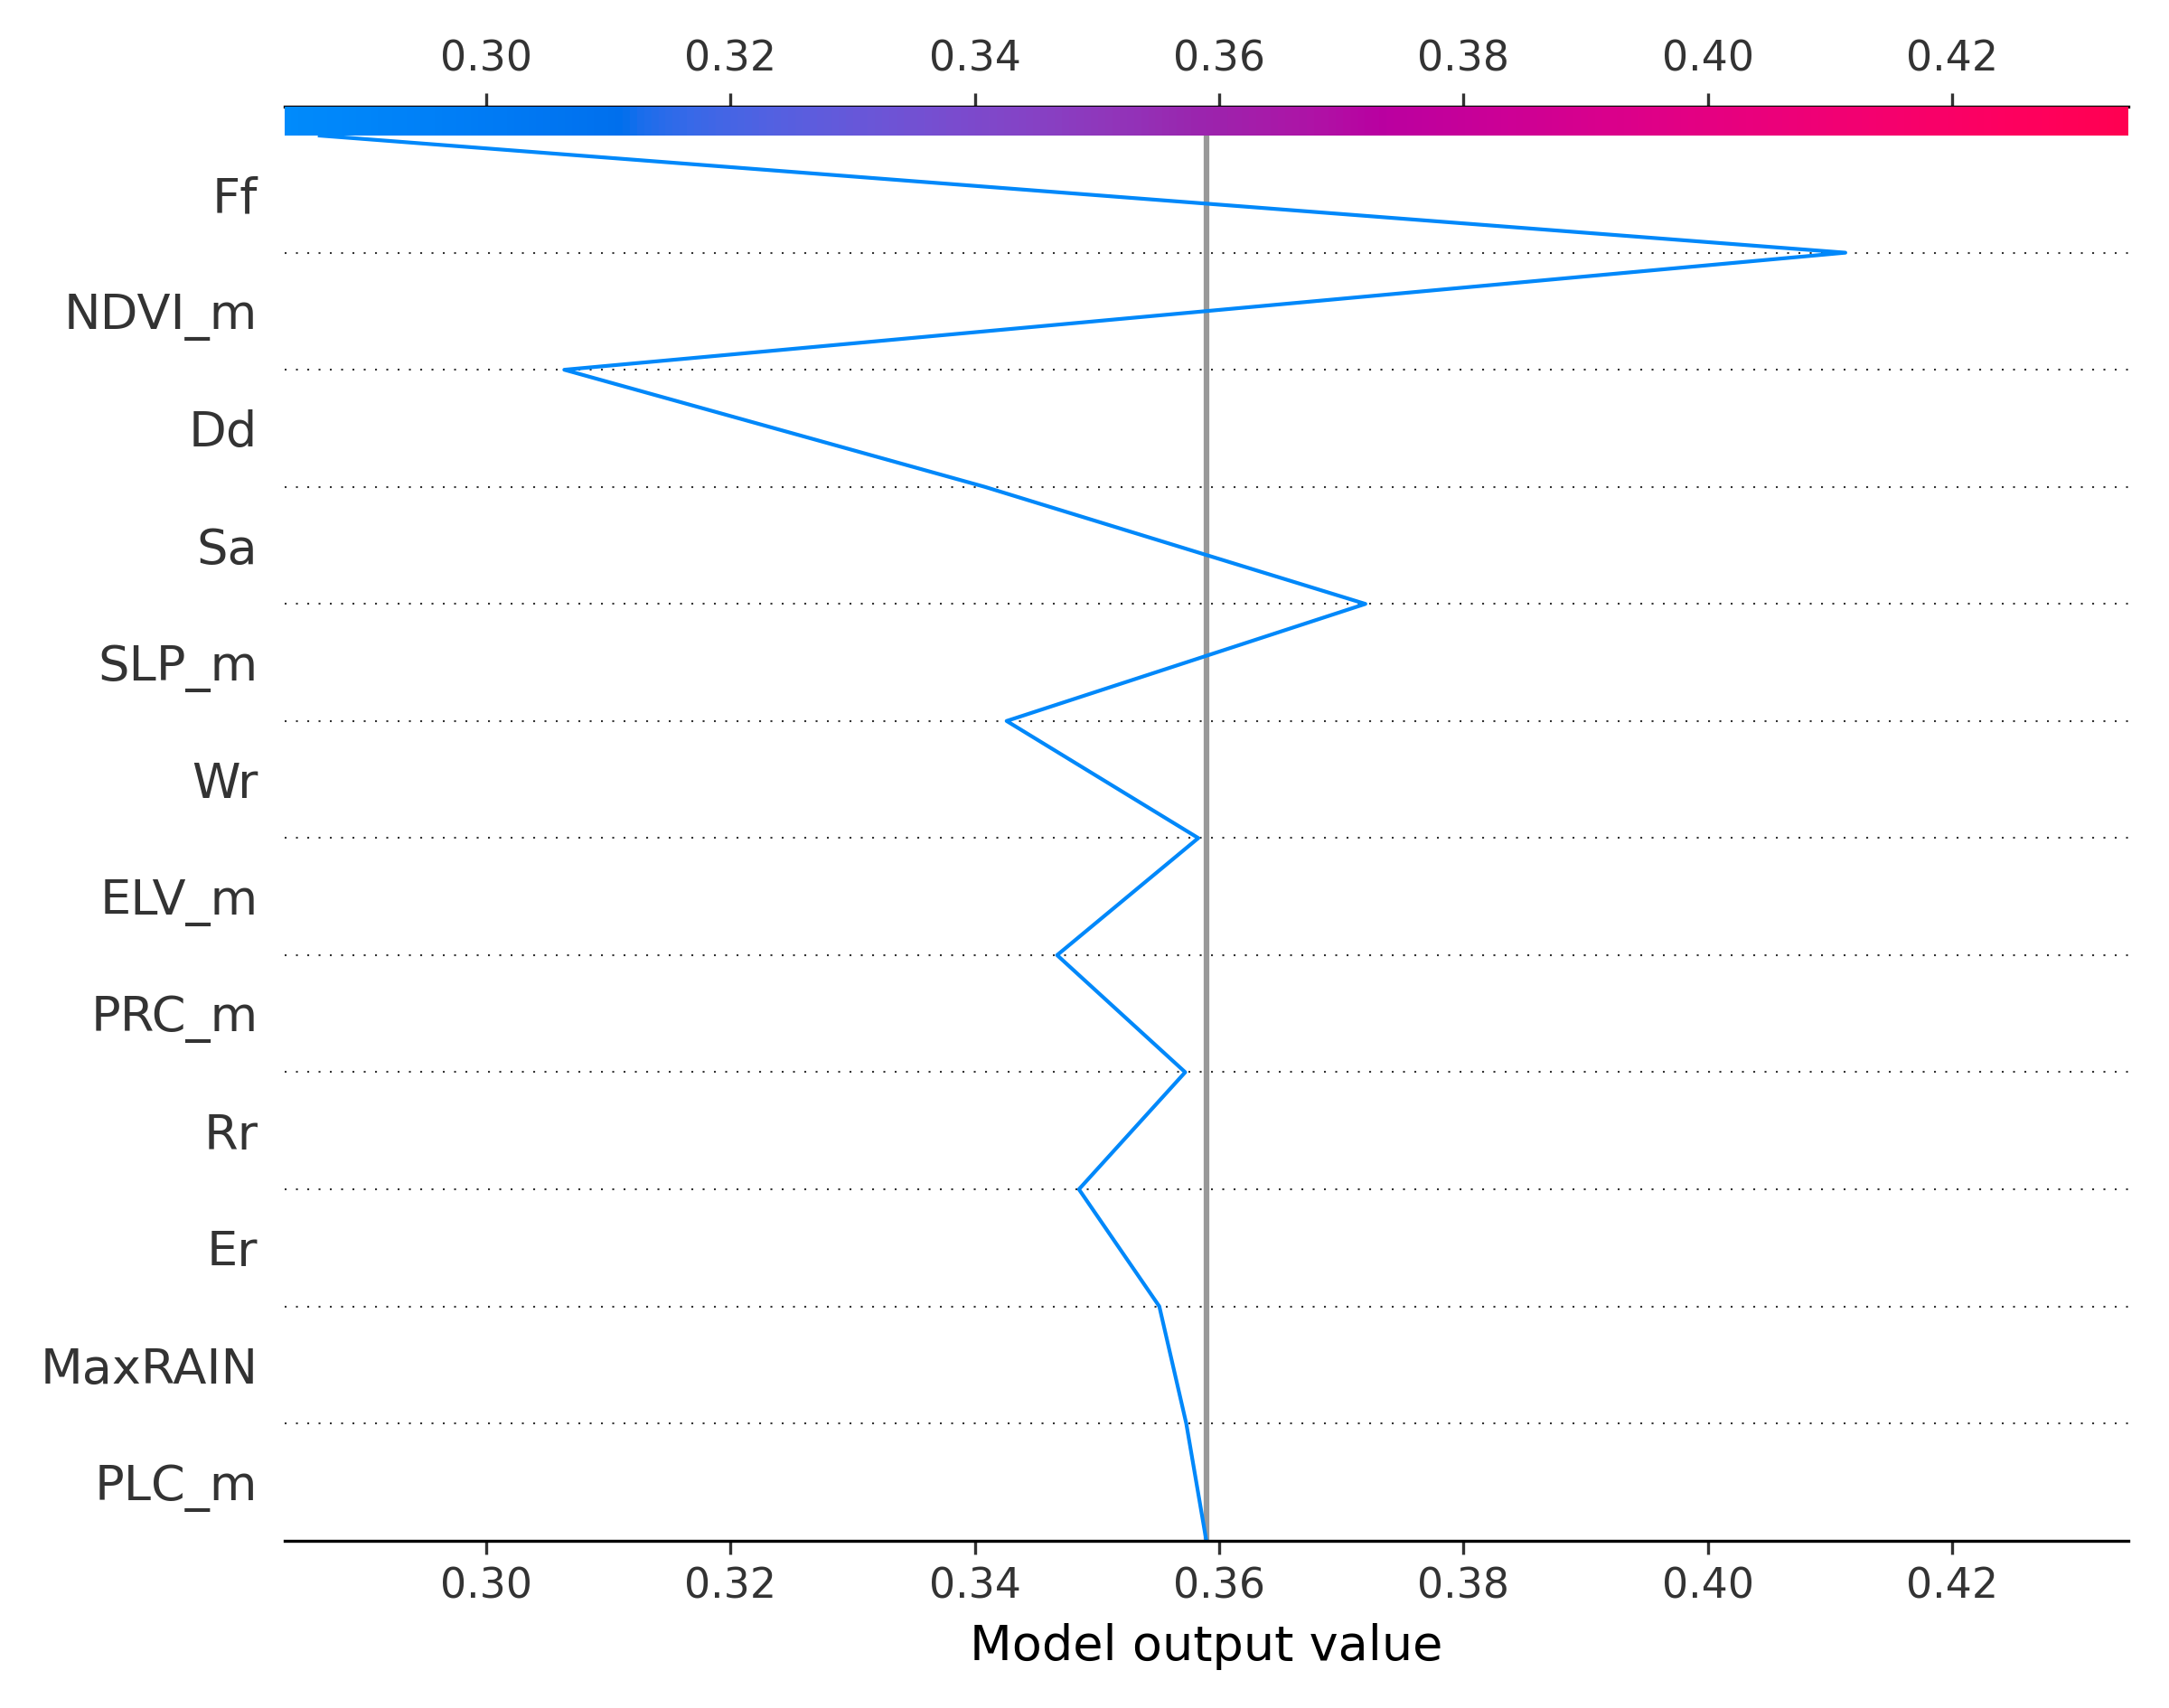 0.30 0.32 0.34 0.36 0.38 0.40 0.42
Ff
NDVI_m
Dd
Sa
SLP_m
Wr
ELV_m
PRC_m
Rr
Er
MaxRAIN
PLC_m
0.30 0.32 0.34 0.36 0.38 0.40 0.42
Model output value